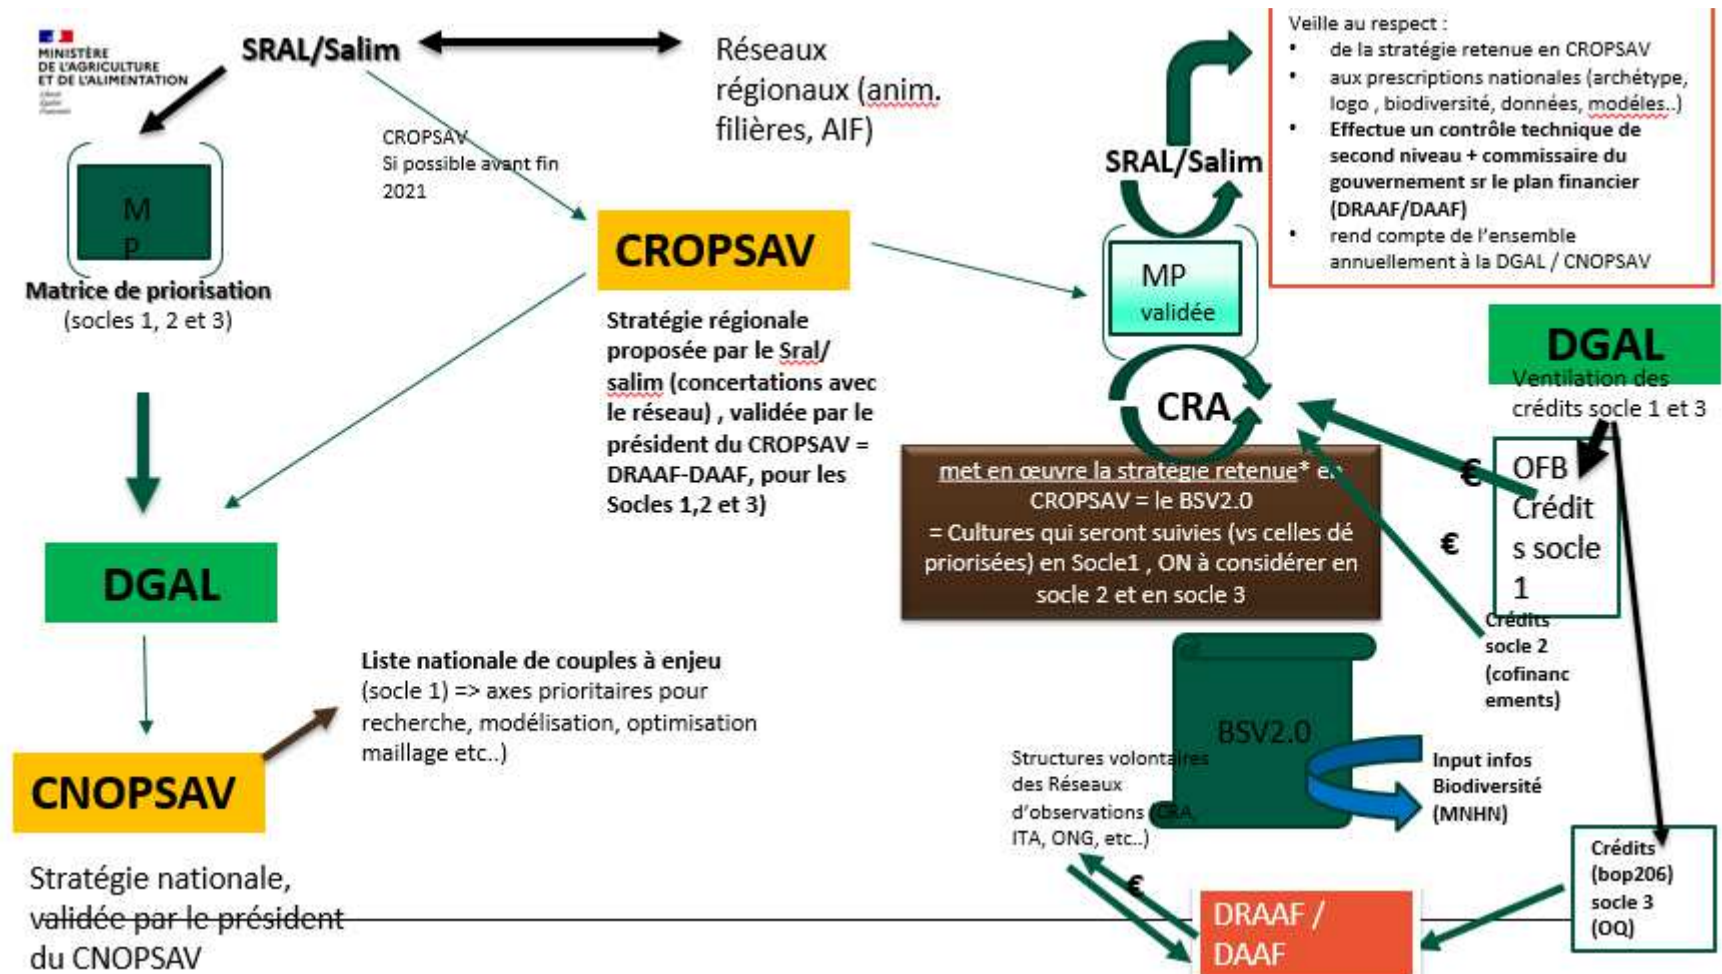 MINISTÈRE
DE L'AGRICULTURE
ET DE L'ALIMENTATION
Liberté
Égalité
Fraternité
SRAL/Salim
Réseaux
régionaux (anim.
filières, AIF)
CROPSAV
Si possible avant fin
2021
M
P
Matrice de priorisation
(socles 1, 2 et 3)
CROPSAV
Stratégie régionale
proposée par le Sral/
salim (concertations avec
le réseau) , validée par le
président du CROPSAV =
DRAAF-DAAF, pour les
Socles 1,2 et 3)
DGAL
Liste nationale de couples à enjeu
(socle 1) => axes prioritaires pour
recherche, modélisation, optimisation
maillage etc..)
CNOPSAV
Stratégie nationale,
validée par le président
du CNOPSAV
SRAL/Salim
Veille au respect :
• de la stratégie retenue en CROPSAV
• aux prescriptions nationales (archétype,
logo , biodiversité, données, modéles..)
• Effectue un contrôle technique de
second niveau + commissaire du
gouvernement sr le plan financier
(DRAAF/DAAF)
• rend compte de l'ensemble
annuellement à la DGAL / CNOPSAV
MP
validée
CRA
met en œuvre la stratégie retenue* en
CROPSAV = le BSV2.0
= Cultures qui seront suivies (vs celles dé
priorisées) en Socle1 , ON à considérer en
socle 2 et en socle 3
DGAL
Ventilation des
crédits socle 1 et 3
€
OFB
Crédit
s socle
1
€
Crédits
socle 2
(cofinanc
ements)
BSV2.0
Input infos
Biodiversité
(MNHN)
Structures volontaires
des Réseaux
d'observations (CRA,
ITA, ONG, etc..)
€
DRAAF /
DAAF
Crédits
(bop206)
socle 3
(OQ)